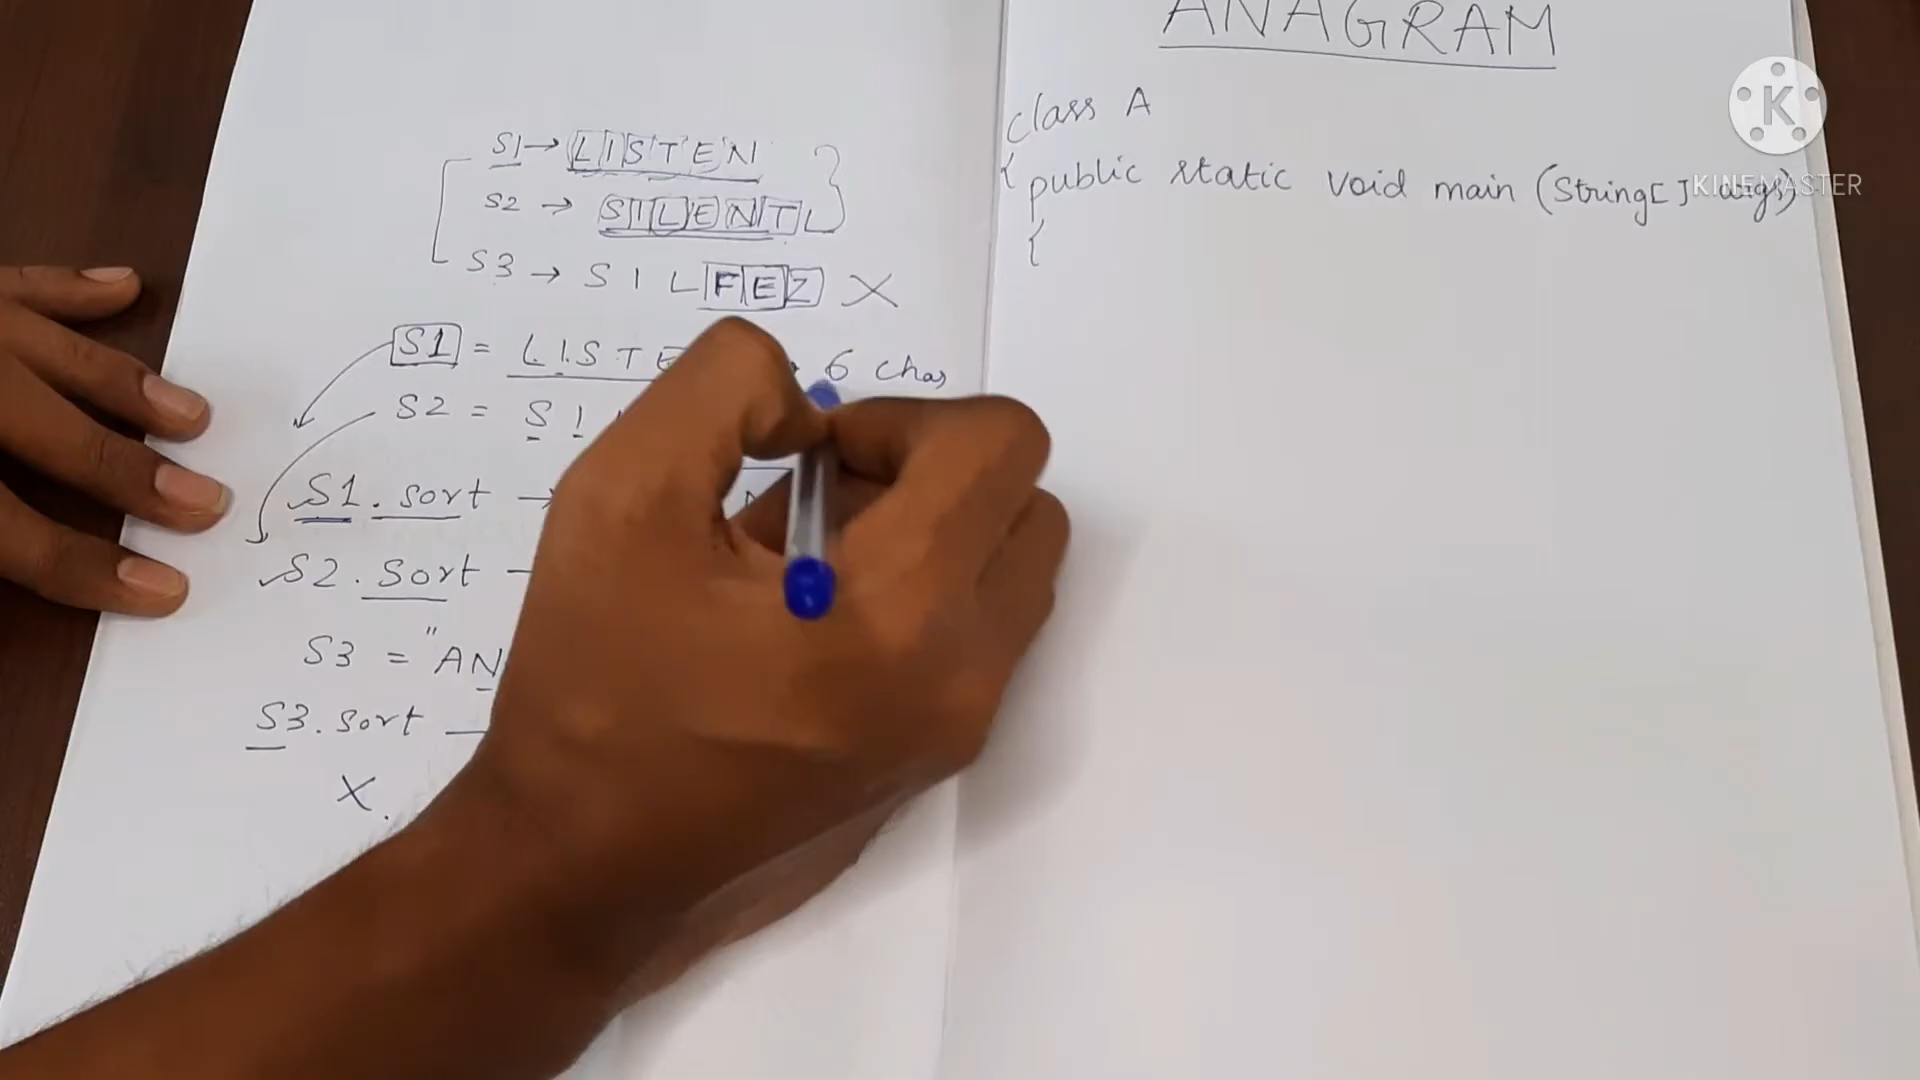 S1 → LISTEN
S2 → SILENT
S3 → SILFEZ X
S1 = LISTE 6 char
S2 = SI
S1.sort →
S2.sort
S3 = "AN
S3.sort
X
ANAGRAM
class A
{ public static void main (String[] args)
{
K
KINEMASTER